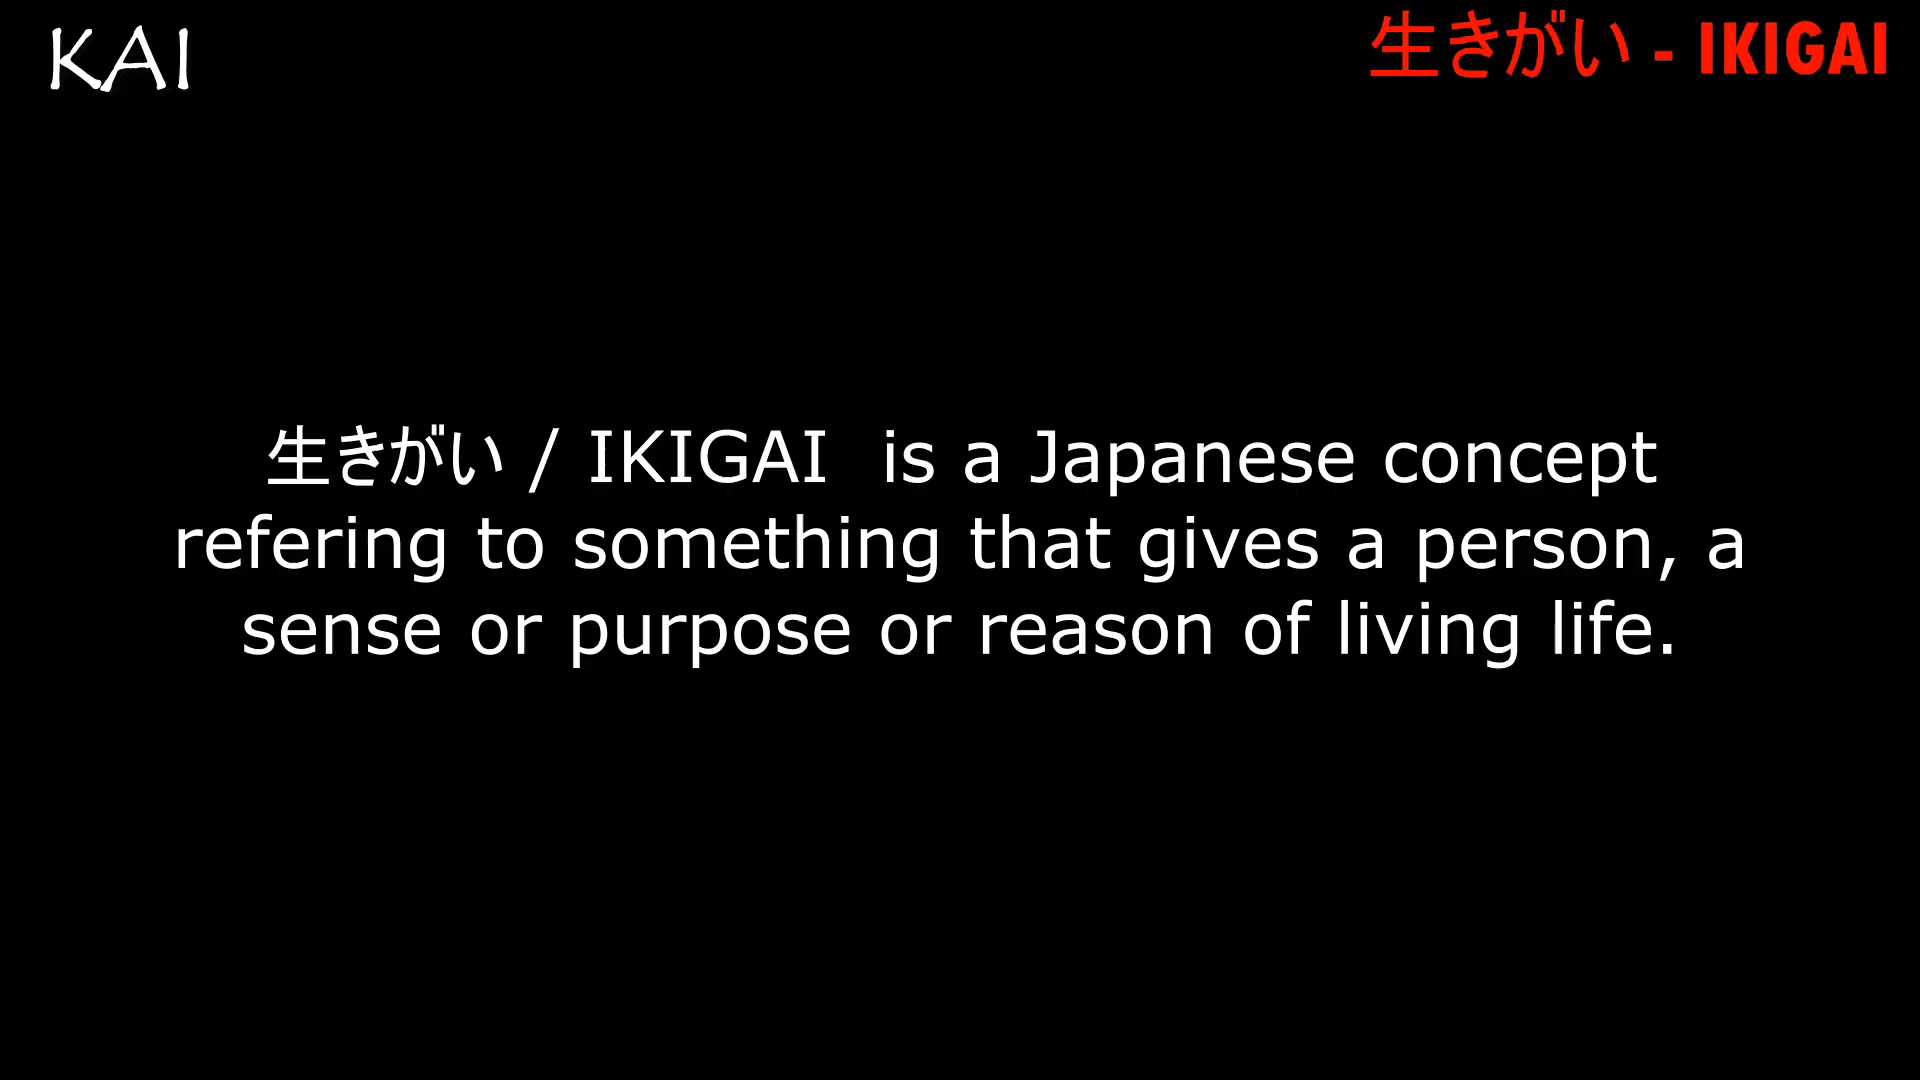 KAI
生きがい - IKIGAI
生きがい / IKIGAI is a Japanese concept
refering to something that gives a person, a
sense or purpose or reason of living life.